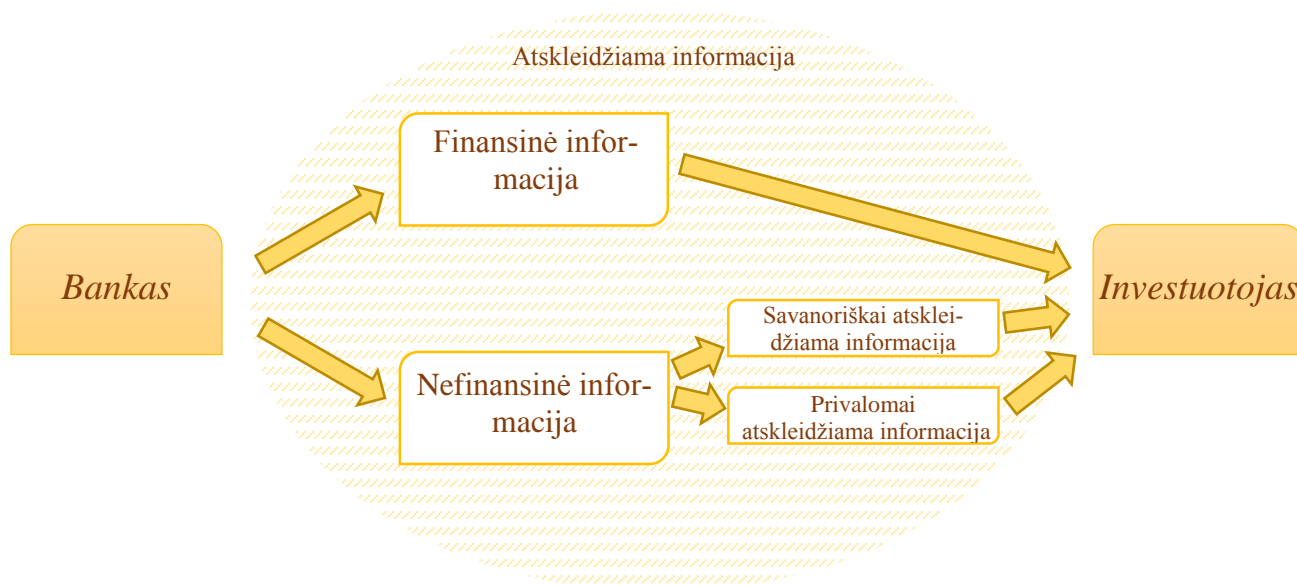 Atskleidžiama informacija
Finansinė infor-
macija
Bankas
Investuotojas
Savanoriškai atsklei-
džiama informacija
Nefinansinė infor-
macija
Privalomai
atskleidžiama informacija